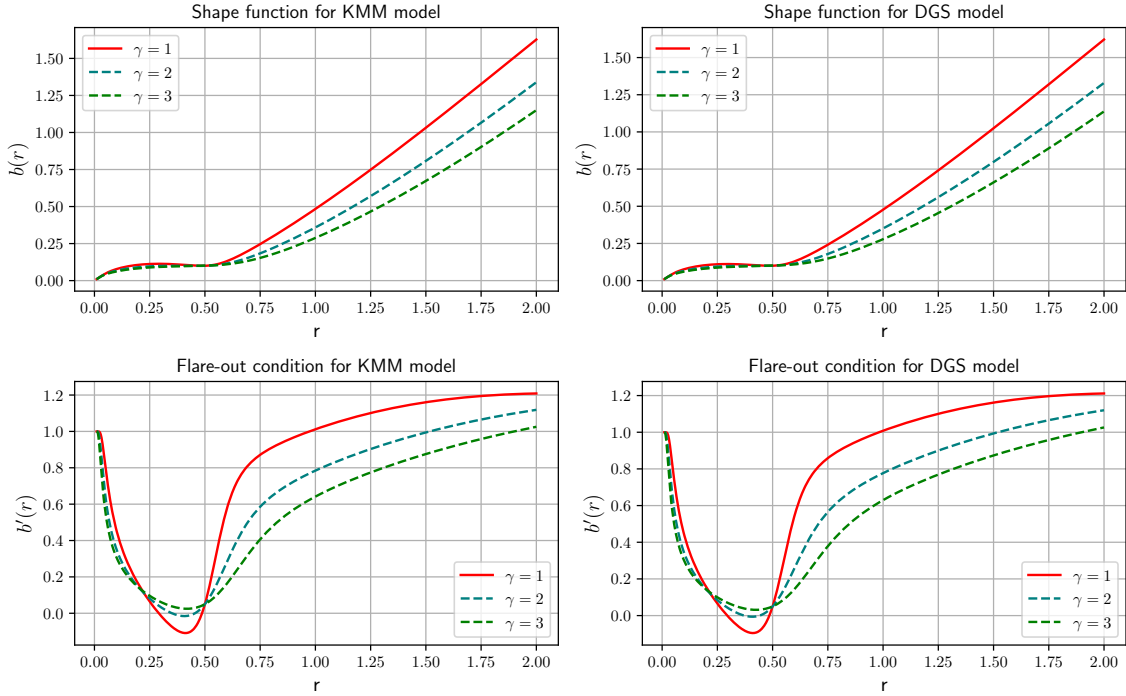 Shape function for KMM model
b(r)
1.50
1.25
1.00
0.75
0.50
0.25
0.00
γ = 1
γ = 2
γ = 3
0.00 0.25 0.50 0.75 1.00 1.25 1.50 1.75 2.00
r
Shape function for DGS model
b(r)
1.50
1.25
1.00
0.75
0.50
0.25
0.00
γ = 1
γ = 2
γ = 3
0.00 0.25 0.50 0.75 1.00 1.25 1.50 1.75 2.00
r
Flare-out condition for KMM model
b′(r)
1.2
1.0
0.8
0.6
0.4
0.2
0.0
γ = 1
γ = 2
γ = 3
0.00 0.25 0.50 0.75 1.00 1.25 1.50 1.75 2.00
r
Flare-out condition for DGS model
b′(r)
1.2
1.0
0.8
0.6
0.4
0.2
0.0
γ = 1
γ = 2
γ = 3
0.00 0.25 0.50 0.75 1.00 1.25 1.50 1.75 2.00
r